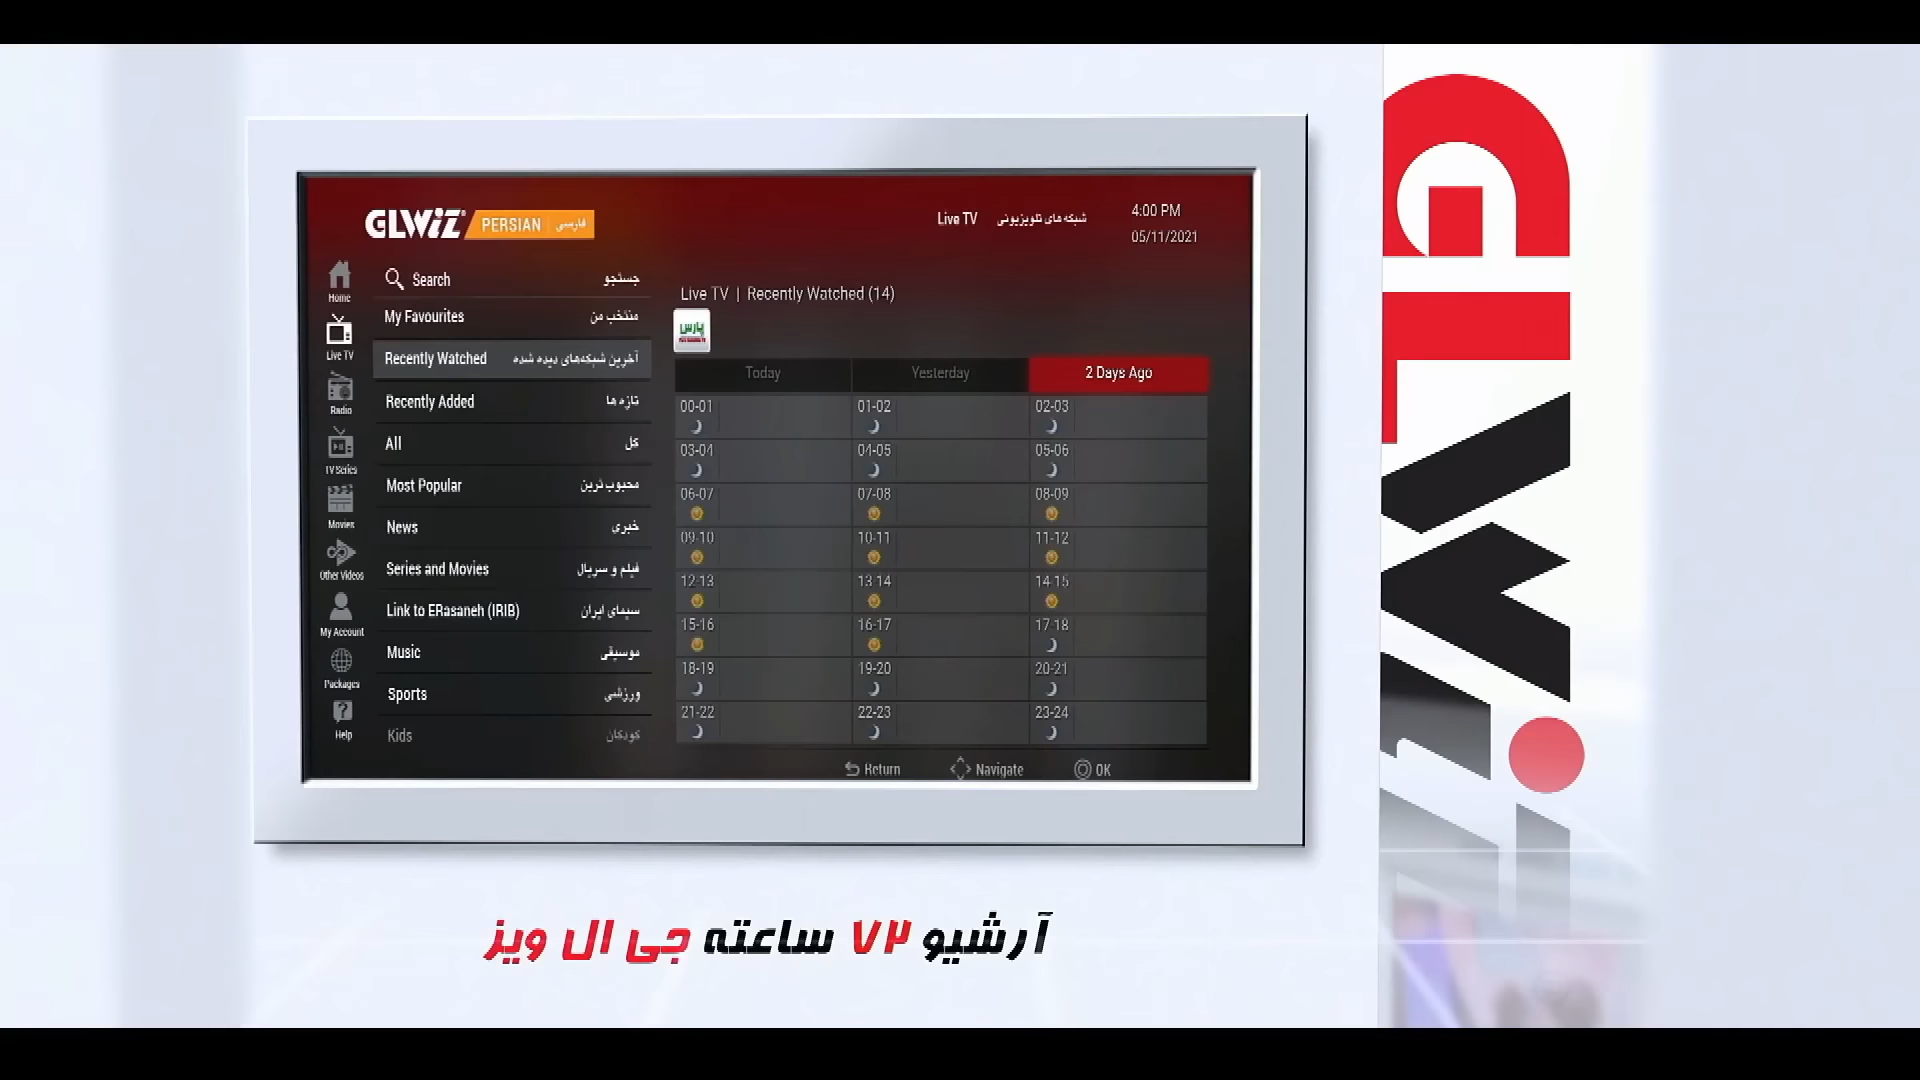 GLWiZ PERSIAN فارسی
Live TV شبکه های تلویزیونی
4:00 PM
05/11/2021
Home
Live TV
Radio
TV Series
Movies
Other Videos
My Account
Packages
Help
Search جستجو
My Favourites منتخب من
Recently Watched آخرین شبکه‌های دیده شده
Recently Added تازه ها
All کل
Most Popular محبوب ترین
News خبری
Series and Movies فیلم و سریال
Link to ERasaneh (IRIB) سیمای ایران
Music موسیقی
Sports ورزشی
Kids کودکان
Live TV | Recently Watched (14)
پارس
Today Yesterday 2 Days Ago
00-01 01-02 02-03
03-04 04-05 05-06
06-07 07-08 08-09
09-10 10-11 11-12
12-13 13-14 14-15
15-16 16-17 17-18
18-19 19-20 20-21
21-22 22-23 23-24
Return Navigate OK
آرشیو ۷۲ ساعته جی ال ویز
GLWiZ